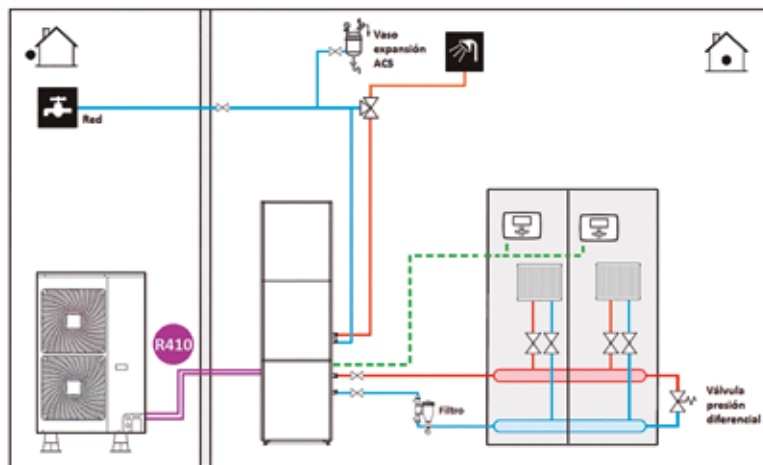 Vaso
expansión
ACS
Red
R410
Filtro
Válvula
presión
diferencial